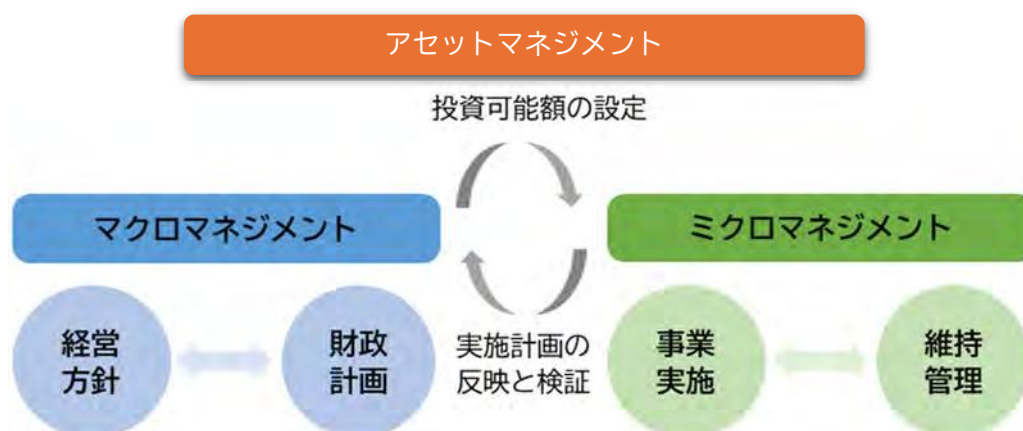 アセットマネジメント
投資可能額の設定
マクロマネジメント
ミクロマネジメント
経営
方針
財政
計画
実施計画の
反映と検証
事業
実施
維持
管理